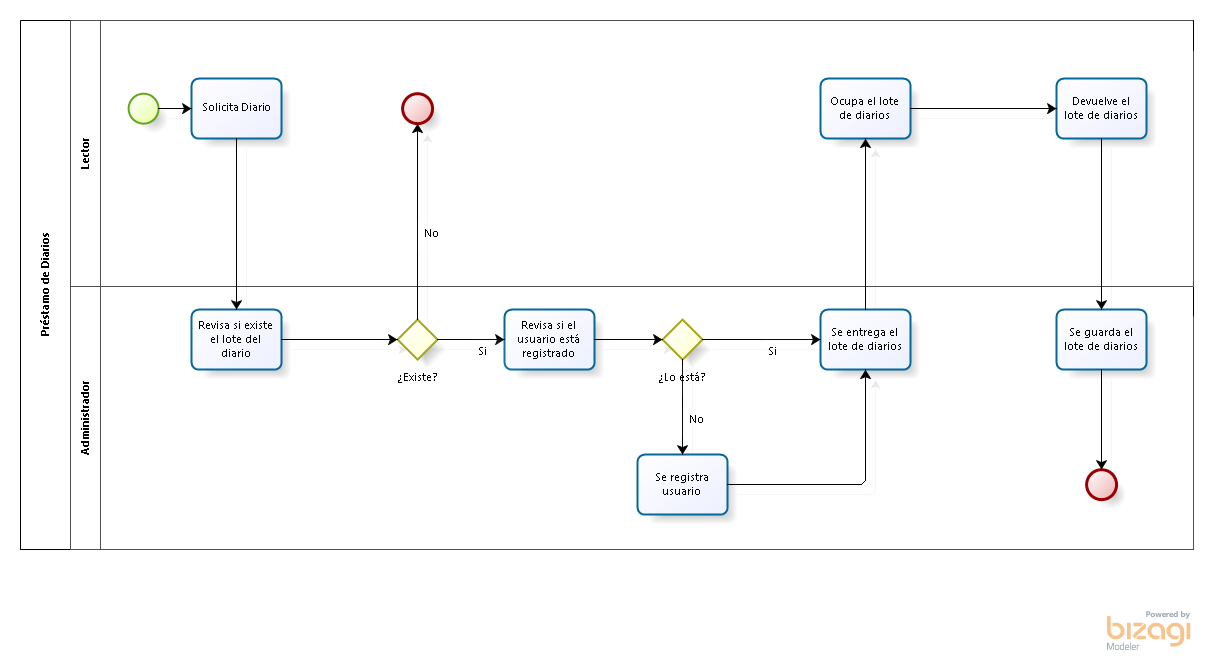 Préstamo de Diarios
Lector
Solicita Diario
Ocupa el lote
de diarios
Devuelve el
lote de diarios
No
Administrador
Revisa si existe
el lote del
diario
¿Existe?
Si
Revisa si el
usuario está
registrado
¿Lo está?
Si
Se entrega el
lote de diarios
Se guarda el
lote de diarios
No
Se registra
usuario
Powered by
bizagi
Modeler